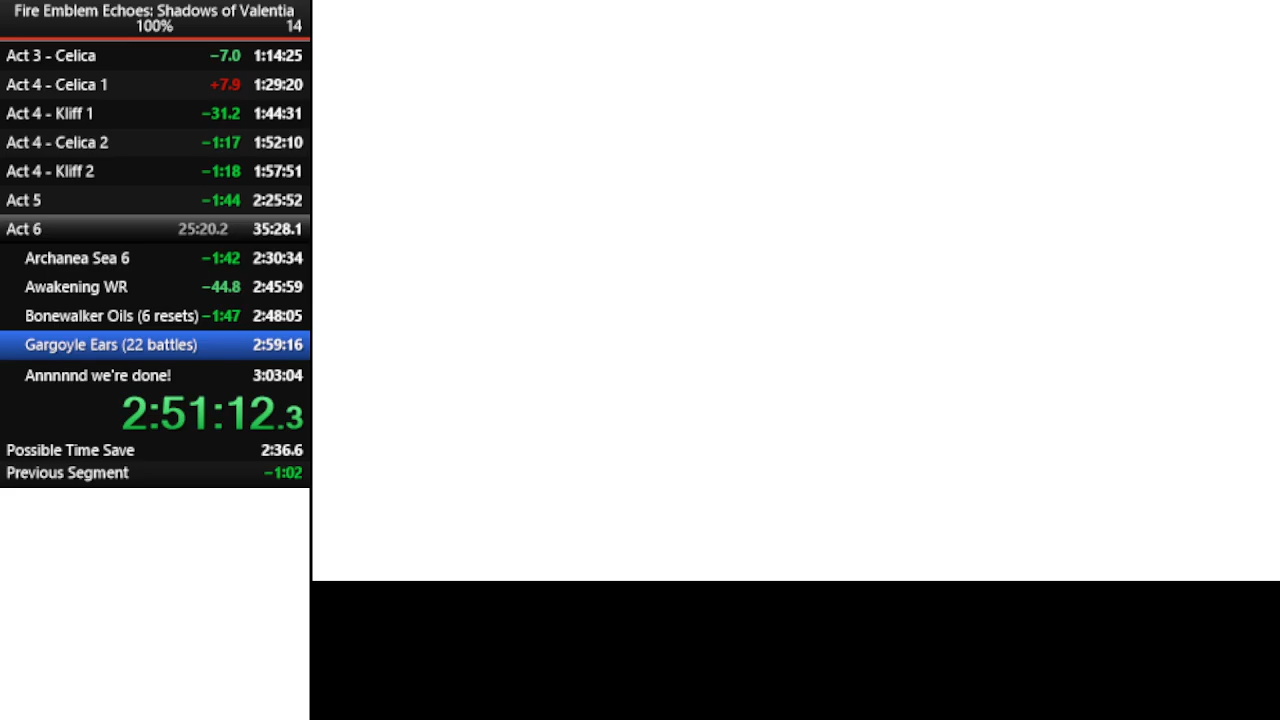 Fire Emblem Echoes: Shadows of Valentia
100% 14
Act 3 - Celica −7.0 1:14:25
Act 4 - Celica 1 +7.9 1:29:20
Act 4 - Kliff 1 −31.2 1:44:31
Act 4 - Celica 2 −1:17 1:52:10
Act 4 - Kliff 2 −1:18 1:57:51
Act 5 −1:44 2:25:52
Act 6 25:20.2 35:28.1
Archanea Sea 6 −1:42 2:30:34
Awakening WR −44.8 2:45:59
Bonewalker Oils (6 resets) −1:47 2:48:05
Gargoyle Ears (22 battles) 2:59:16
Annnnnd we're done! 3:03:04
2:51:12.3
Possible Time Save 2:36.6
Previous Segment −1:02